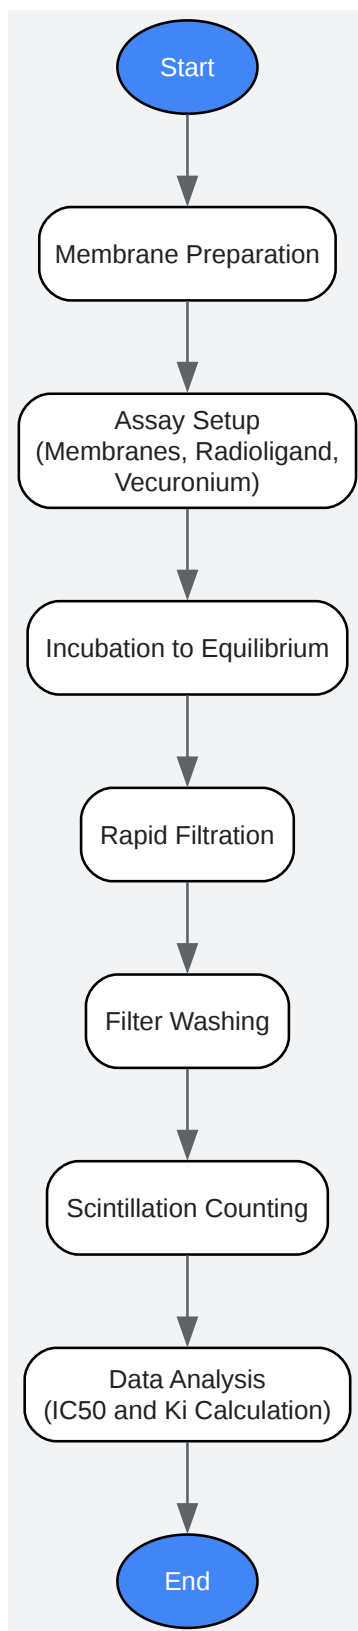 Start
Membrane Preparation
Assay Setup
(Membranes, Radioligand,
Vecuronium)
Incubation to Equilibrium
Rapid Filtration
Filter Washing
Scintillation Counting
Data Analysis
(IC50 and Ki Calculation)
End